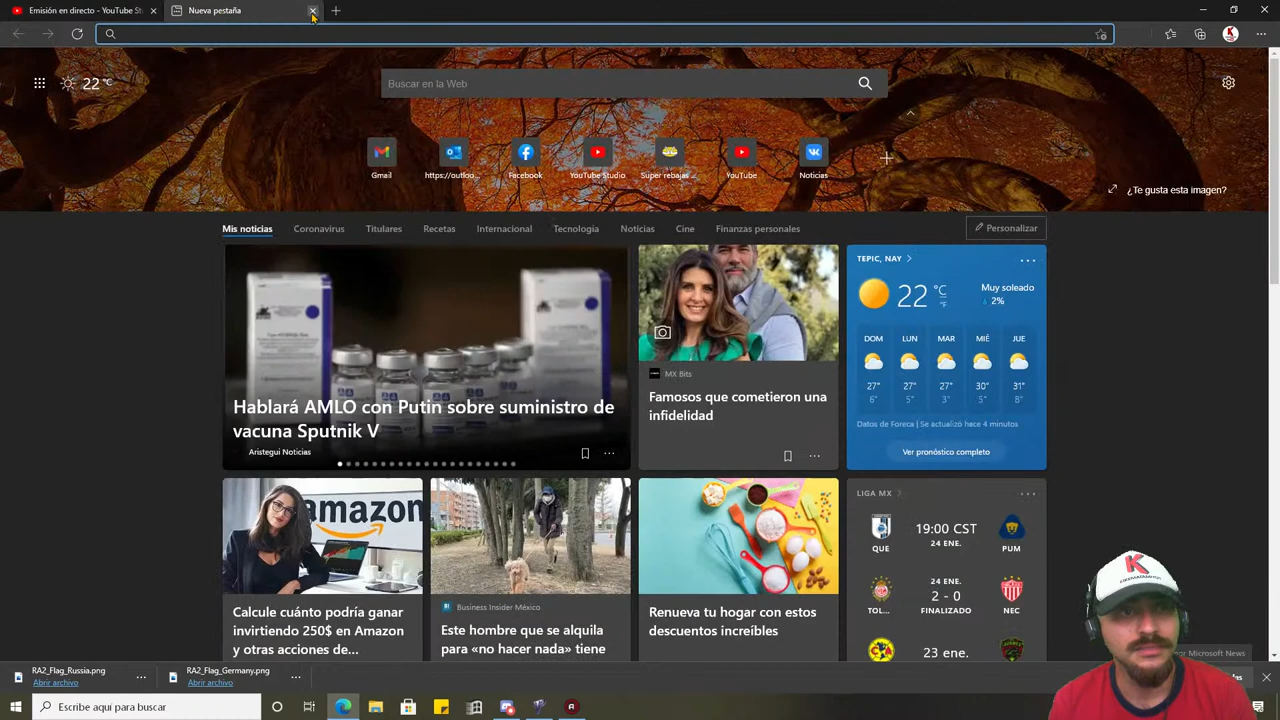 Emisión en directo - YouTube St
Nueva pestaña
22 °C
Buscar en la Web
Gmail
https://outloo...
Facebook
YouTube Studio
Súper rebajas ...
YouTube
Noticias
¿Te gusta esta imagen?
Mis noticias
Coronavirus
Titulares
Recetas
Internacional
Tecnología
Noticias
Cine
Finanzas personales
Personalizar
Hablará AMLO con Putin sobre suministro de
vacuna Sputnik V
Aristegui Noticias
MX Bits
Famosos que cometieron una
infidelidad
TEPIC, NAY
22 °C
°F
Muy soleado
2%
DOM LUN MAR MIÉ JUE
27° 27° 27° 30° 31°
6° 5° 3° 5° 8°
Datos de Foreca | Se actualizó hace 4 minutos
Ver pronóstico completo
amazon
Calcule cuánto podría ganar
invirtiendo 250$ en Amazon
y otras acciones de...
Business Insider México
Este hombre que se alquila
para «no hacer nada» tiene
Renueva tu hogar con estos
descuentos increíbles
LIGA MX
QUE
19:00 CST
24 ENE.
PUM
TOL...
24 ENE.
2 - 0
FINALIZADO
NEC
23 ene.
K
por Microsoft News
RA2_Flag_Russia.png
Abrir archivo
RA2_Flag_Germany.png
Abrir archivo
Escribe aquí para buscar